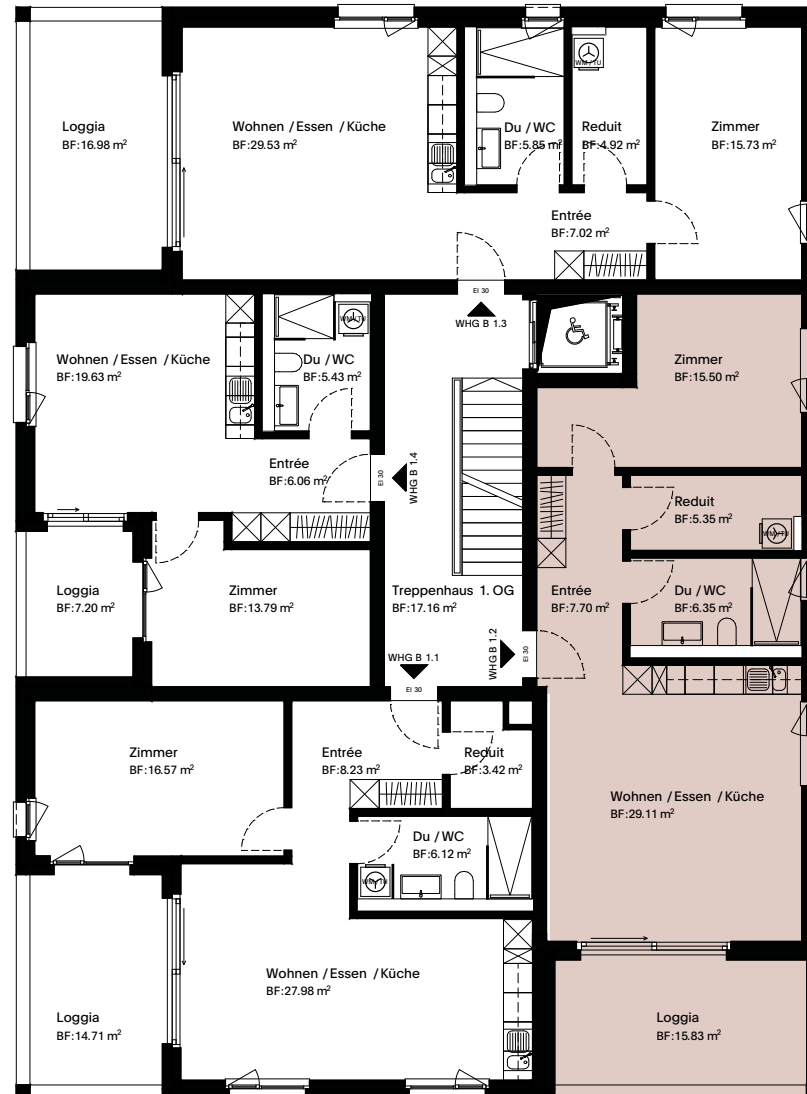 Loggia
BF:16.98 m²
Wohnen / Essen / Küche
BF:29.53 m²
Du / WC
BF:5.85 m²
WM / TU
Reduit
BF:4.92 m²
Zimmer
BF:15.73 m²
Entrée
BF:7.02 m²
EI 30
WHG B 1.3
Wohnen / Essen / Küche
BF:19.63 m²
WM / TU
Du / WC
BF:5.43 m²
Entrée
BF:6.06 m²
EI 30
WHG B 1.4
Zimmer
BF:15.50 m²
Reduit
BF:5.35 m²
WM / TU
Loggia
BF:7.20 m²
Zimmer
BF:13.79 m²
Treppenhaus 1. OG
BF:17.16 m²
Entrée
BF:7.70 m²
Du / WC
BF:6.35 m²
WHG B 1.2
EI 30
WHG B 1.1
EI 30
Zimmer
BF:16.57 m²
Entrée
BF:8.23 m²
Reduit
BF:3.42 m²
Wohnen / Essen / Küche
BF:29.11 m²
Du / WC
BF:6.12 m²
WM / TU
Wohnen / Essen / Küche
BF:27.98 m²
Loggia
BF:14.71 m²
Loggia
BF:15.83 m²